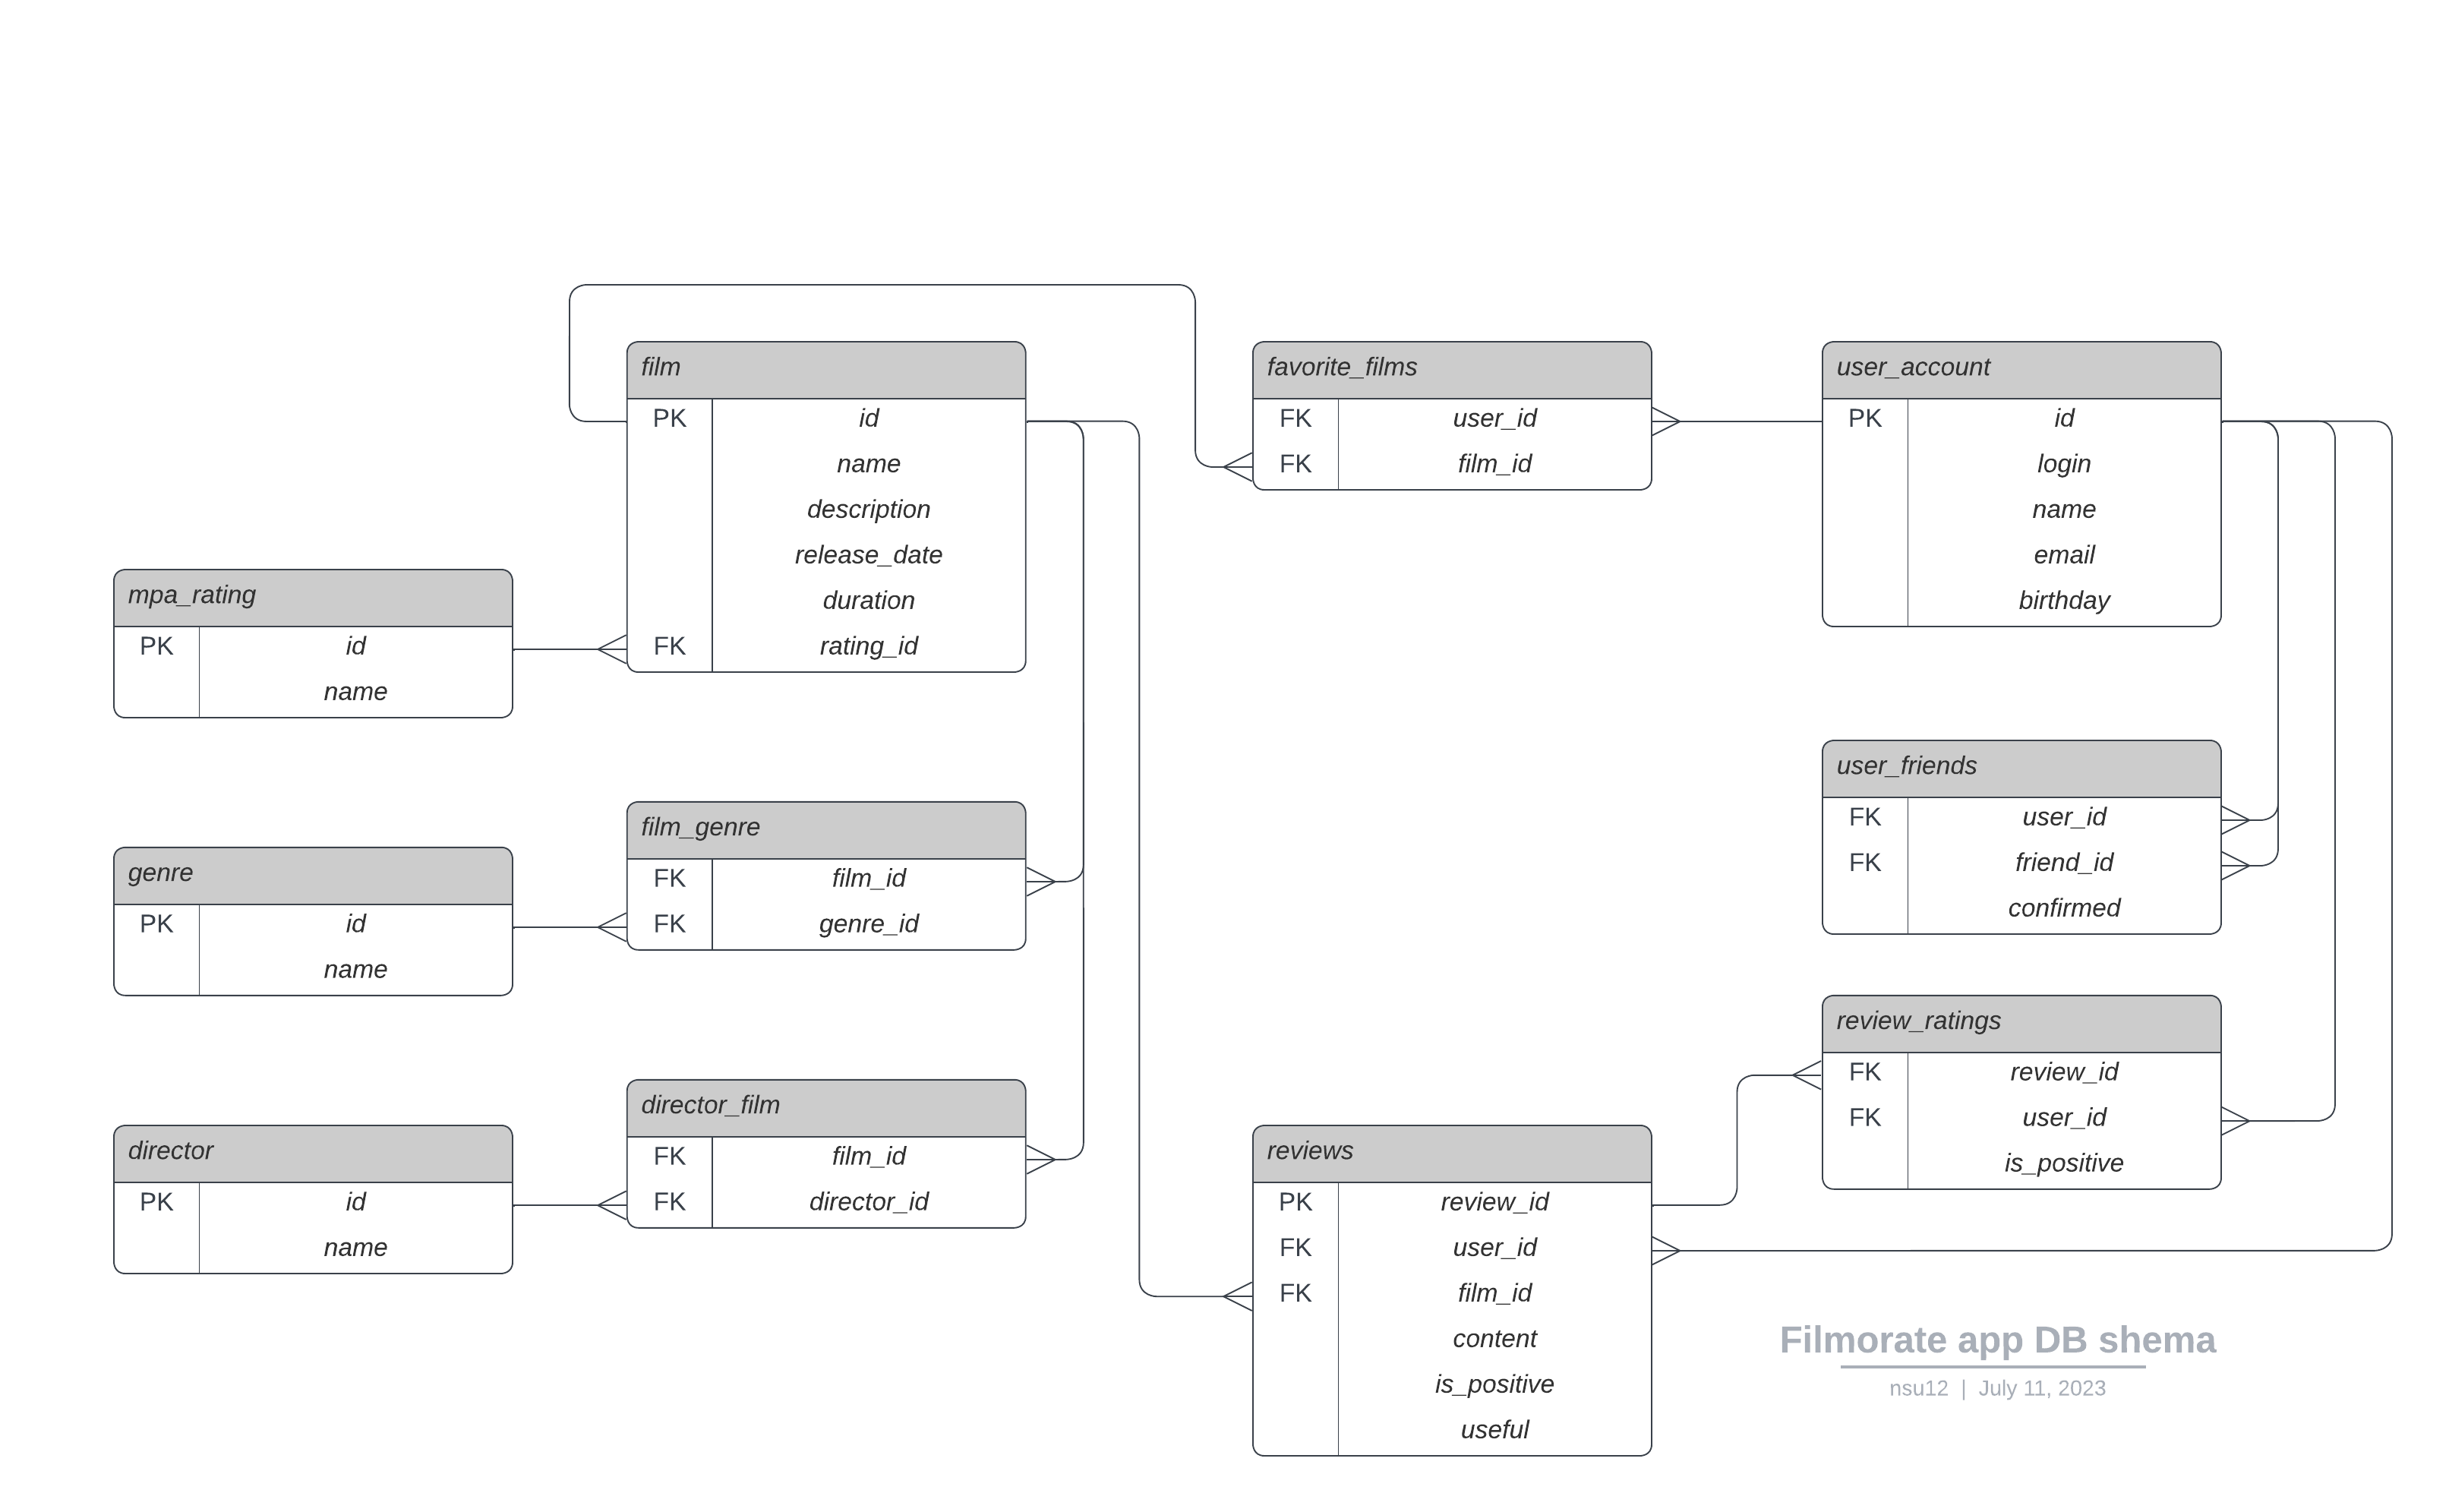 film
PK id
name
description
release_date
duration
FK rating_id
favorite_films
FK user_id
FK film_id
user_account
PK id
login
name
email
birthday
mpa_rating
PK id
name
user_friends
FK user_id
FK friend_id
confirmed
film_genre
FK film_id
FK genre_id
genre
PK id
name
review_ratings
FK review_id
FK user_id
is_positive
director_film
FK film_id
FK director_id
director
PK id
name
reviews
PK review_id
FK user_id
FK film_id
content
is_positive
useful
Filmorate app DB shema
nsu12 | July 11, 2023